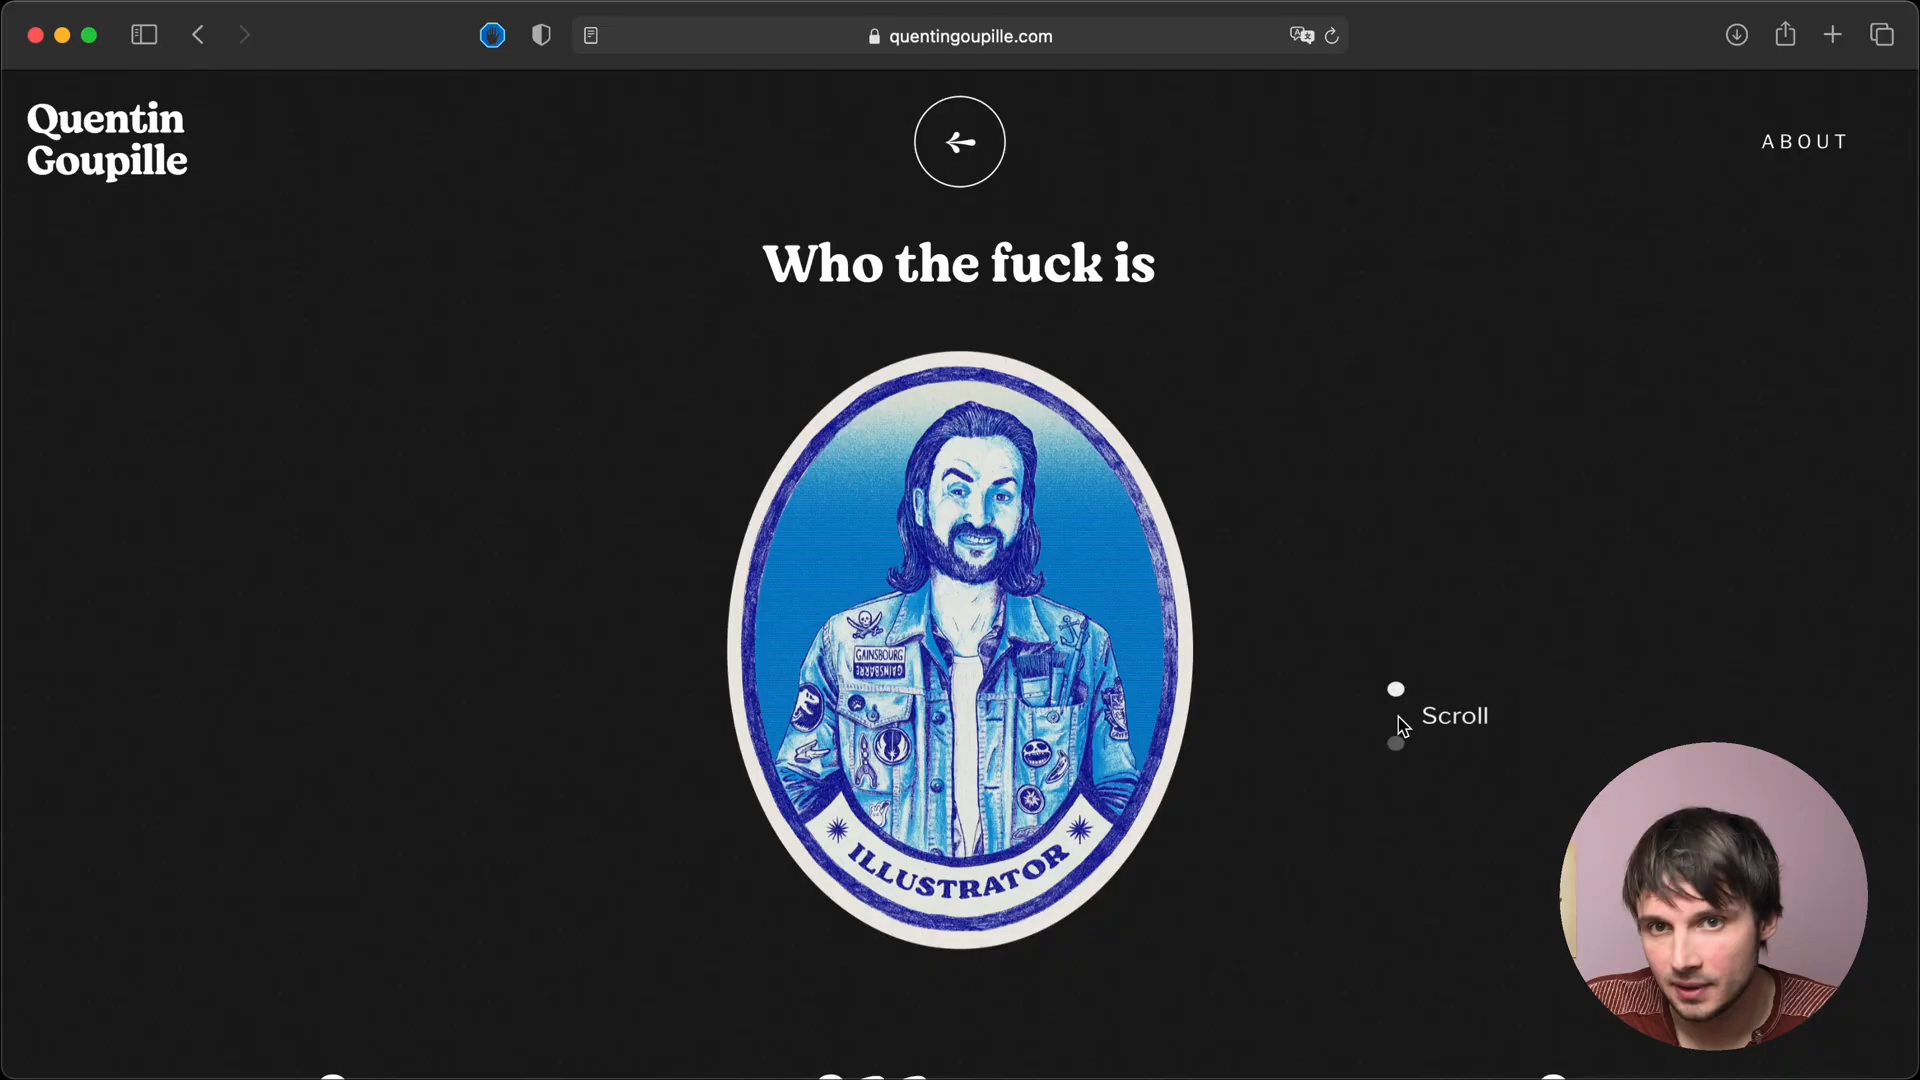 quentingoupille.com
Quentin
Goupille
ABOUT
Who the fuck is
GAINSBOURG
GAINSBARRE
ILLUSTRATOR
Scroll